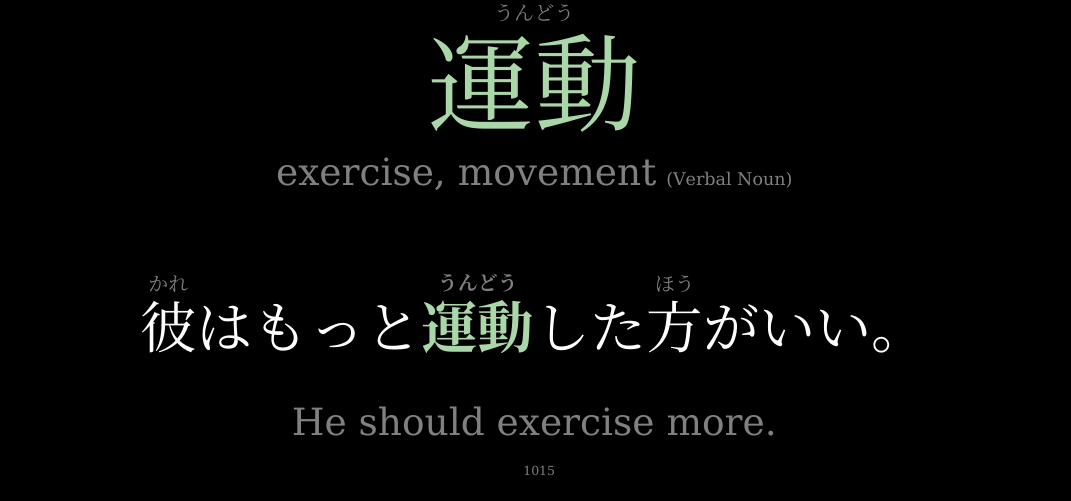 うんどう
運動
exercise, movement (Verbal Noun)
かれ うんどう ほう
彼はもっと運動した方がいい。
He should exercise more.
1015